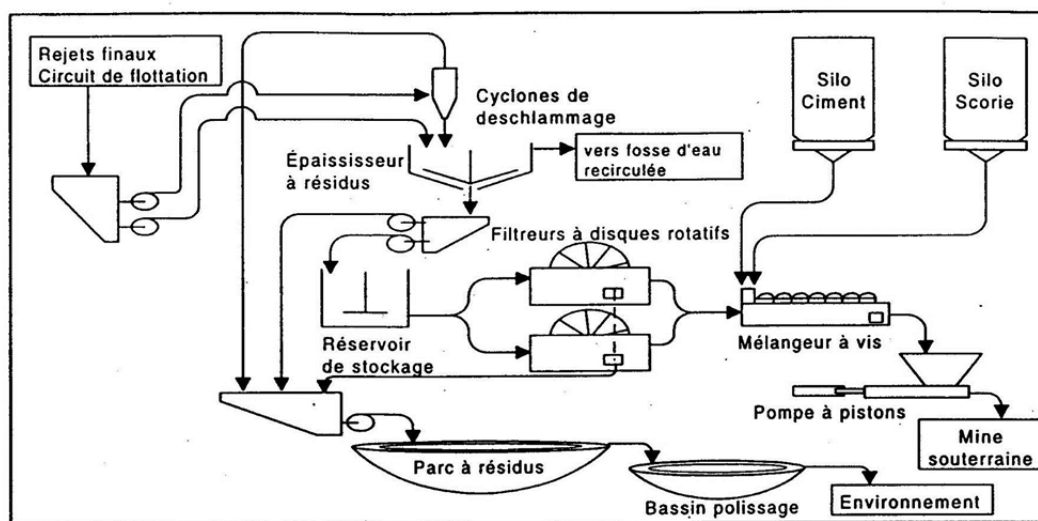 Rejets finaux
Circuit de flottation
Cyclones de
deschlammage
Silo
Ciment
Silo
Scorie
Épaississeur
à résidus
vers fosse d'eau
recirculée
Filtreurs à disques rotatifs
Réservoir
de stockage
Mélangeur à vis
Pompe à pistons
Mine
souterraine
Parc à résidus
Bassin polissage
Environnement